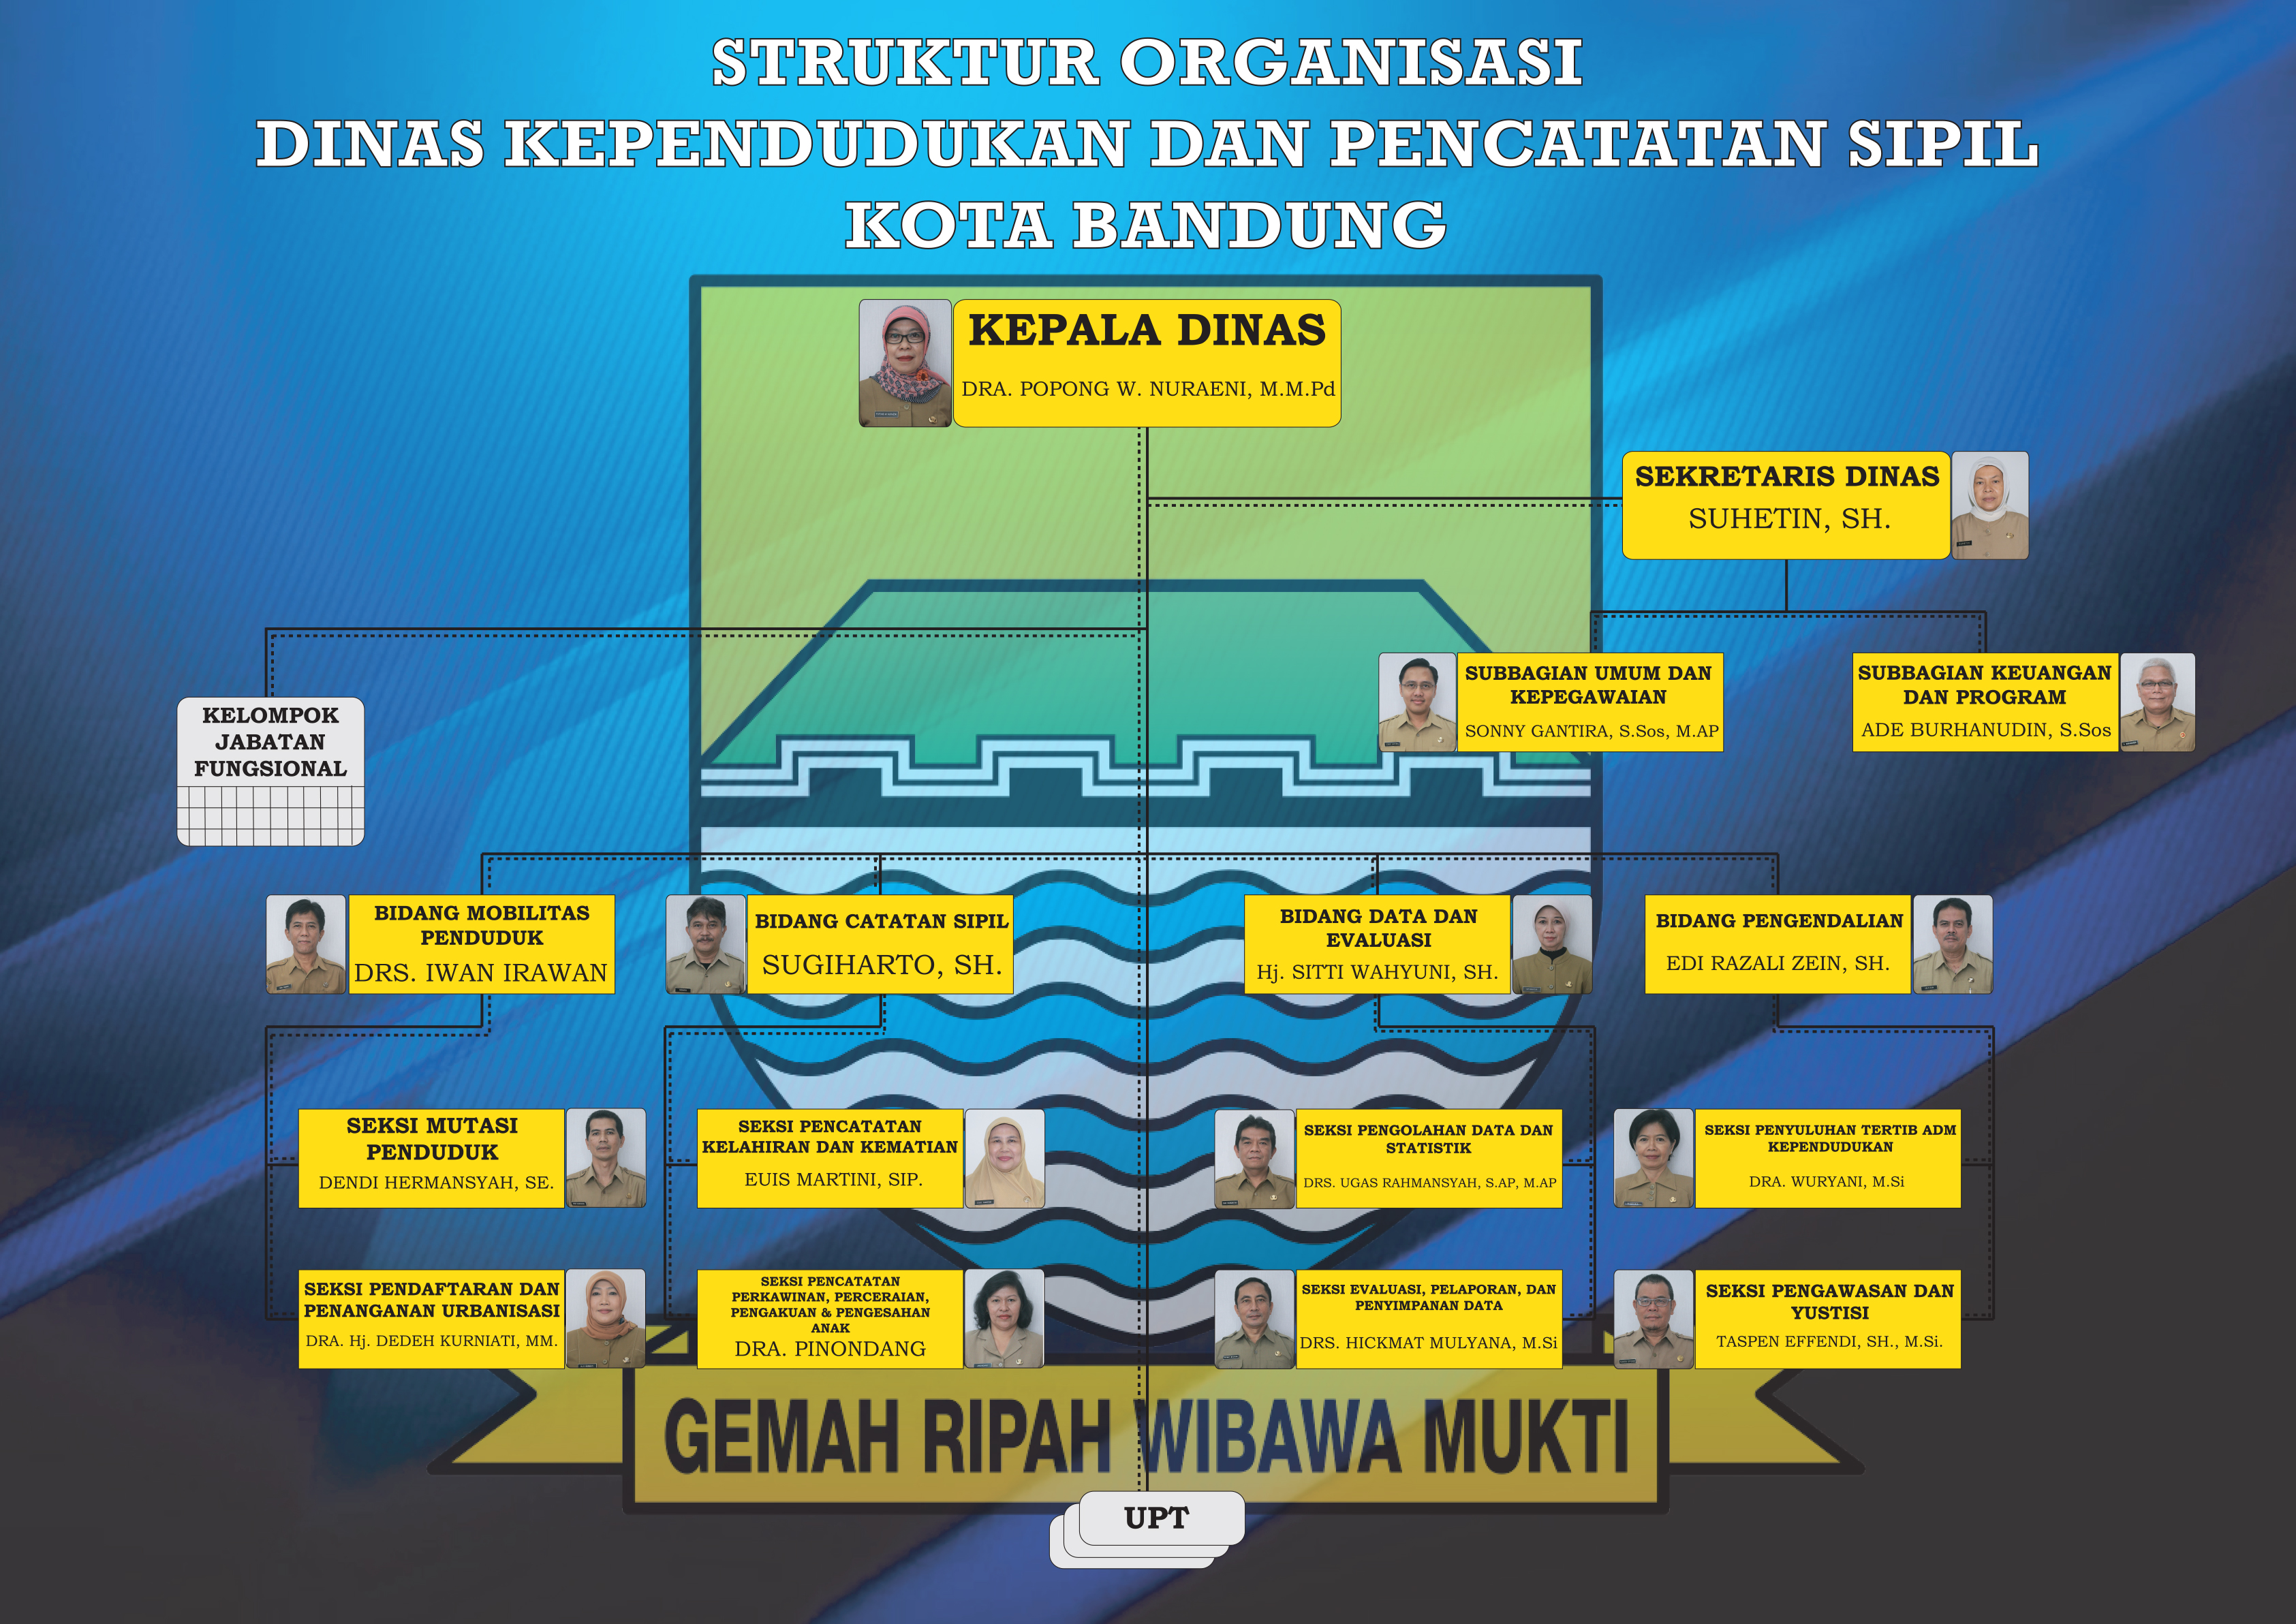 STRUKTUR ORGANISASI
DINAS KEPENDUDUKAN DAN PENCATATAN SIPIL
KOTA BANDUNG
KEPALA DINAS
DRA. POPONG W. NURAENI, M.M.Pd
SEKRETARIS DINAS
SUHETIN, SH.
SUBBAGIAN UMUM DAN
KEPEGAWAIAN
SONNY GANTIRA, S.Sos, M.AP
SUBBAGIAN KEUANGAN
DAN PROGRAM
ADE BURHANUDIN, S.Sos
KELOMPOK
JABATAN
FUNGSIONAL
BIDANG MOBILITAS
PENDUDUK
DRS. IWAN IRAWAN
BIDANG CATATAN SIPIL
SUGIHARTO, SH.
BIDANG DATA DAN
EVALUASI
Hj. SITTI WAHYUNI, SH.
BIDANG PENGENDALIAN
EDI RAZALI ZEIN, SH.
SEKSI MUTASI
PENDUDUK
DENDI HERMANSYAH, SE.
SEKSI PENCATATAN
KELAHIRAN DAN KEMATIAN
EUIS MARTINI, SIP.
SEKSI PENGOLAHAN DATA DAN
STATISTIK
DRS. UGAS RAHMANSYAH, S.AP, M.AP
SEKSI PENYULUHAN TERTIB ADM
KEPENDUDUKAN
DRA. WURYANI, M.Si
SEKSI PENDAFTARAN DAN
PENANGANAN URBANISASI
DRA. Hj. DEDEH KURNIATI, MM.
SEKSI PENCATATAN
PERKAWINAN, PERCERAIAN,
PENGAKUAN & PENGESAHAN
ANAK
DRA. PINONDANG
SEKSI EVALUASI, PELAPORAN, DAN
PENYIMPANAN DATA
DRS. HICKMAT MULYANA, M.Si
SEKSI PENGAWASAN DAN
YUSTISI
TASPEN EFFENDI, SH., M.Si.
GEMAH RIPAH WIBAWA MUKTI
UPT